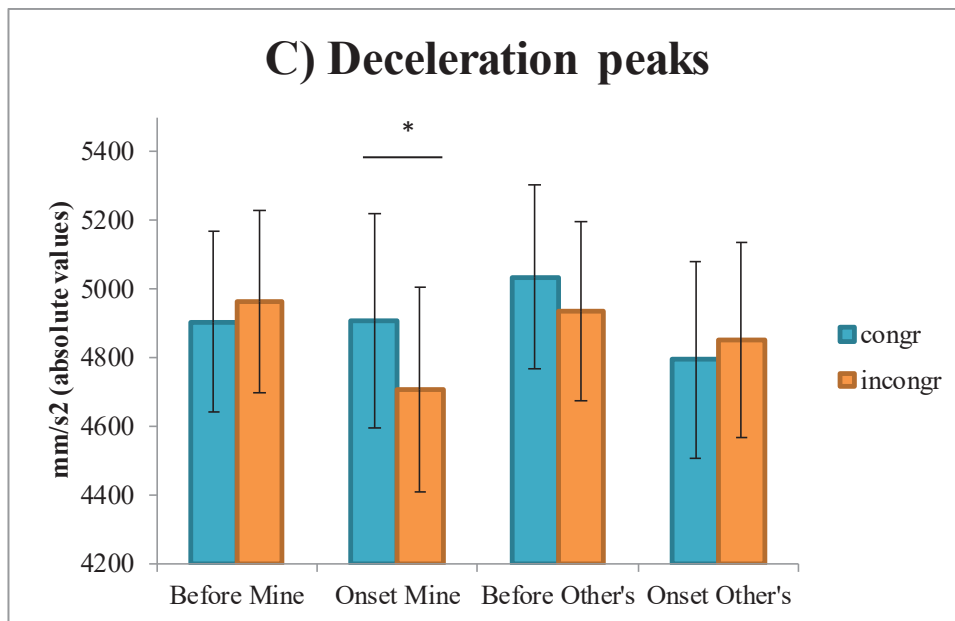 C) Deceleration peaks
*
mm/s2 (absolute values)
5400
5200
5000
4800
4600
4400
4200
Before Mine
Onset Mine
Before Other's
Onset Other's
congr
incongr